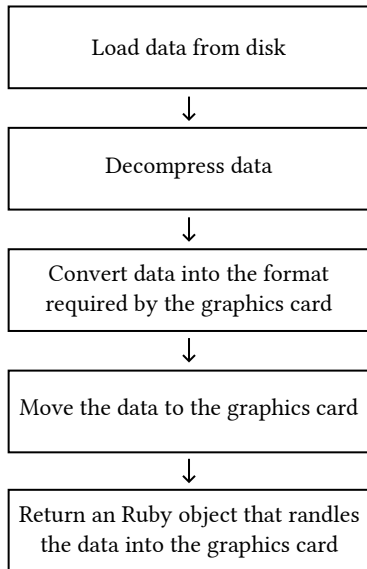 Load data from disk
Decompress data
Convert data into the format
required by the graphics card
Move the data to the graphics card
Return an Ruby object that randles
the data into the graphics card